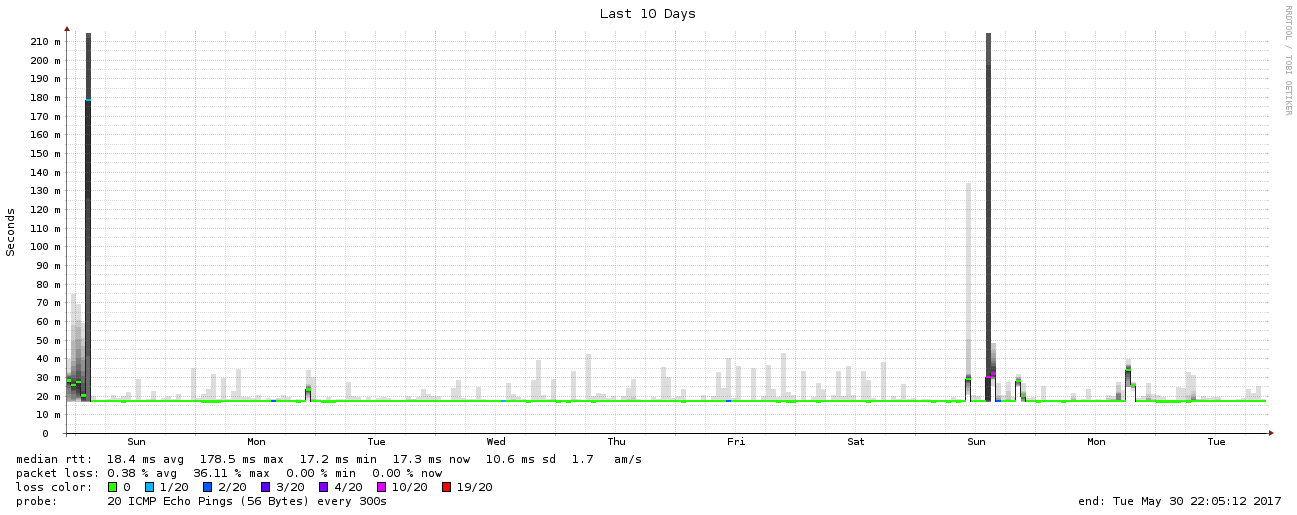 Last 10 Days
RRDTOOL / TOBI OETIKER
Seconds
210 m
200 m
190 m
180 m
170 m
160 m
150 m
140 m
130 m
120 m
110 m
100 m
90 m
80 m
70 m
60 m
50 m
40 m
30 m
20 m
10 m
0
Sun Mon Tue Wed Thu Fri Sat Sun Mon Tue
median rtt: 18.4 ms avg 178.5 ms max 17.2 ms min 17.3 ms now 10.6 ms sd 1.7 am/s
packet loss: 0.38 % avg 36.11 % max 0.00 % min 0.00 % now
loss color: 0 1/20 2/20 3/20 4/20 10/20 19/20
probe: 20 ICMP Echo Pings (56 Bytes) every 300s end: Tue May 30 22:05:12 2017